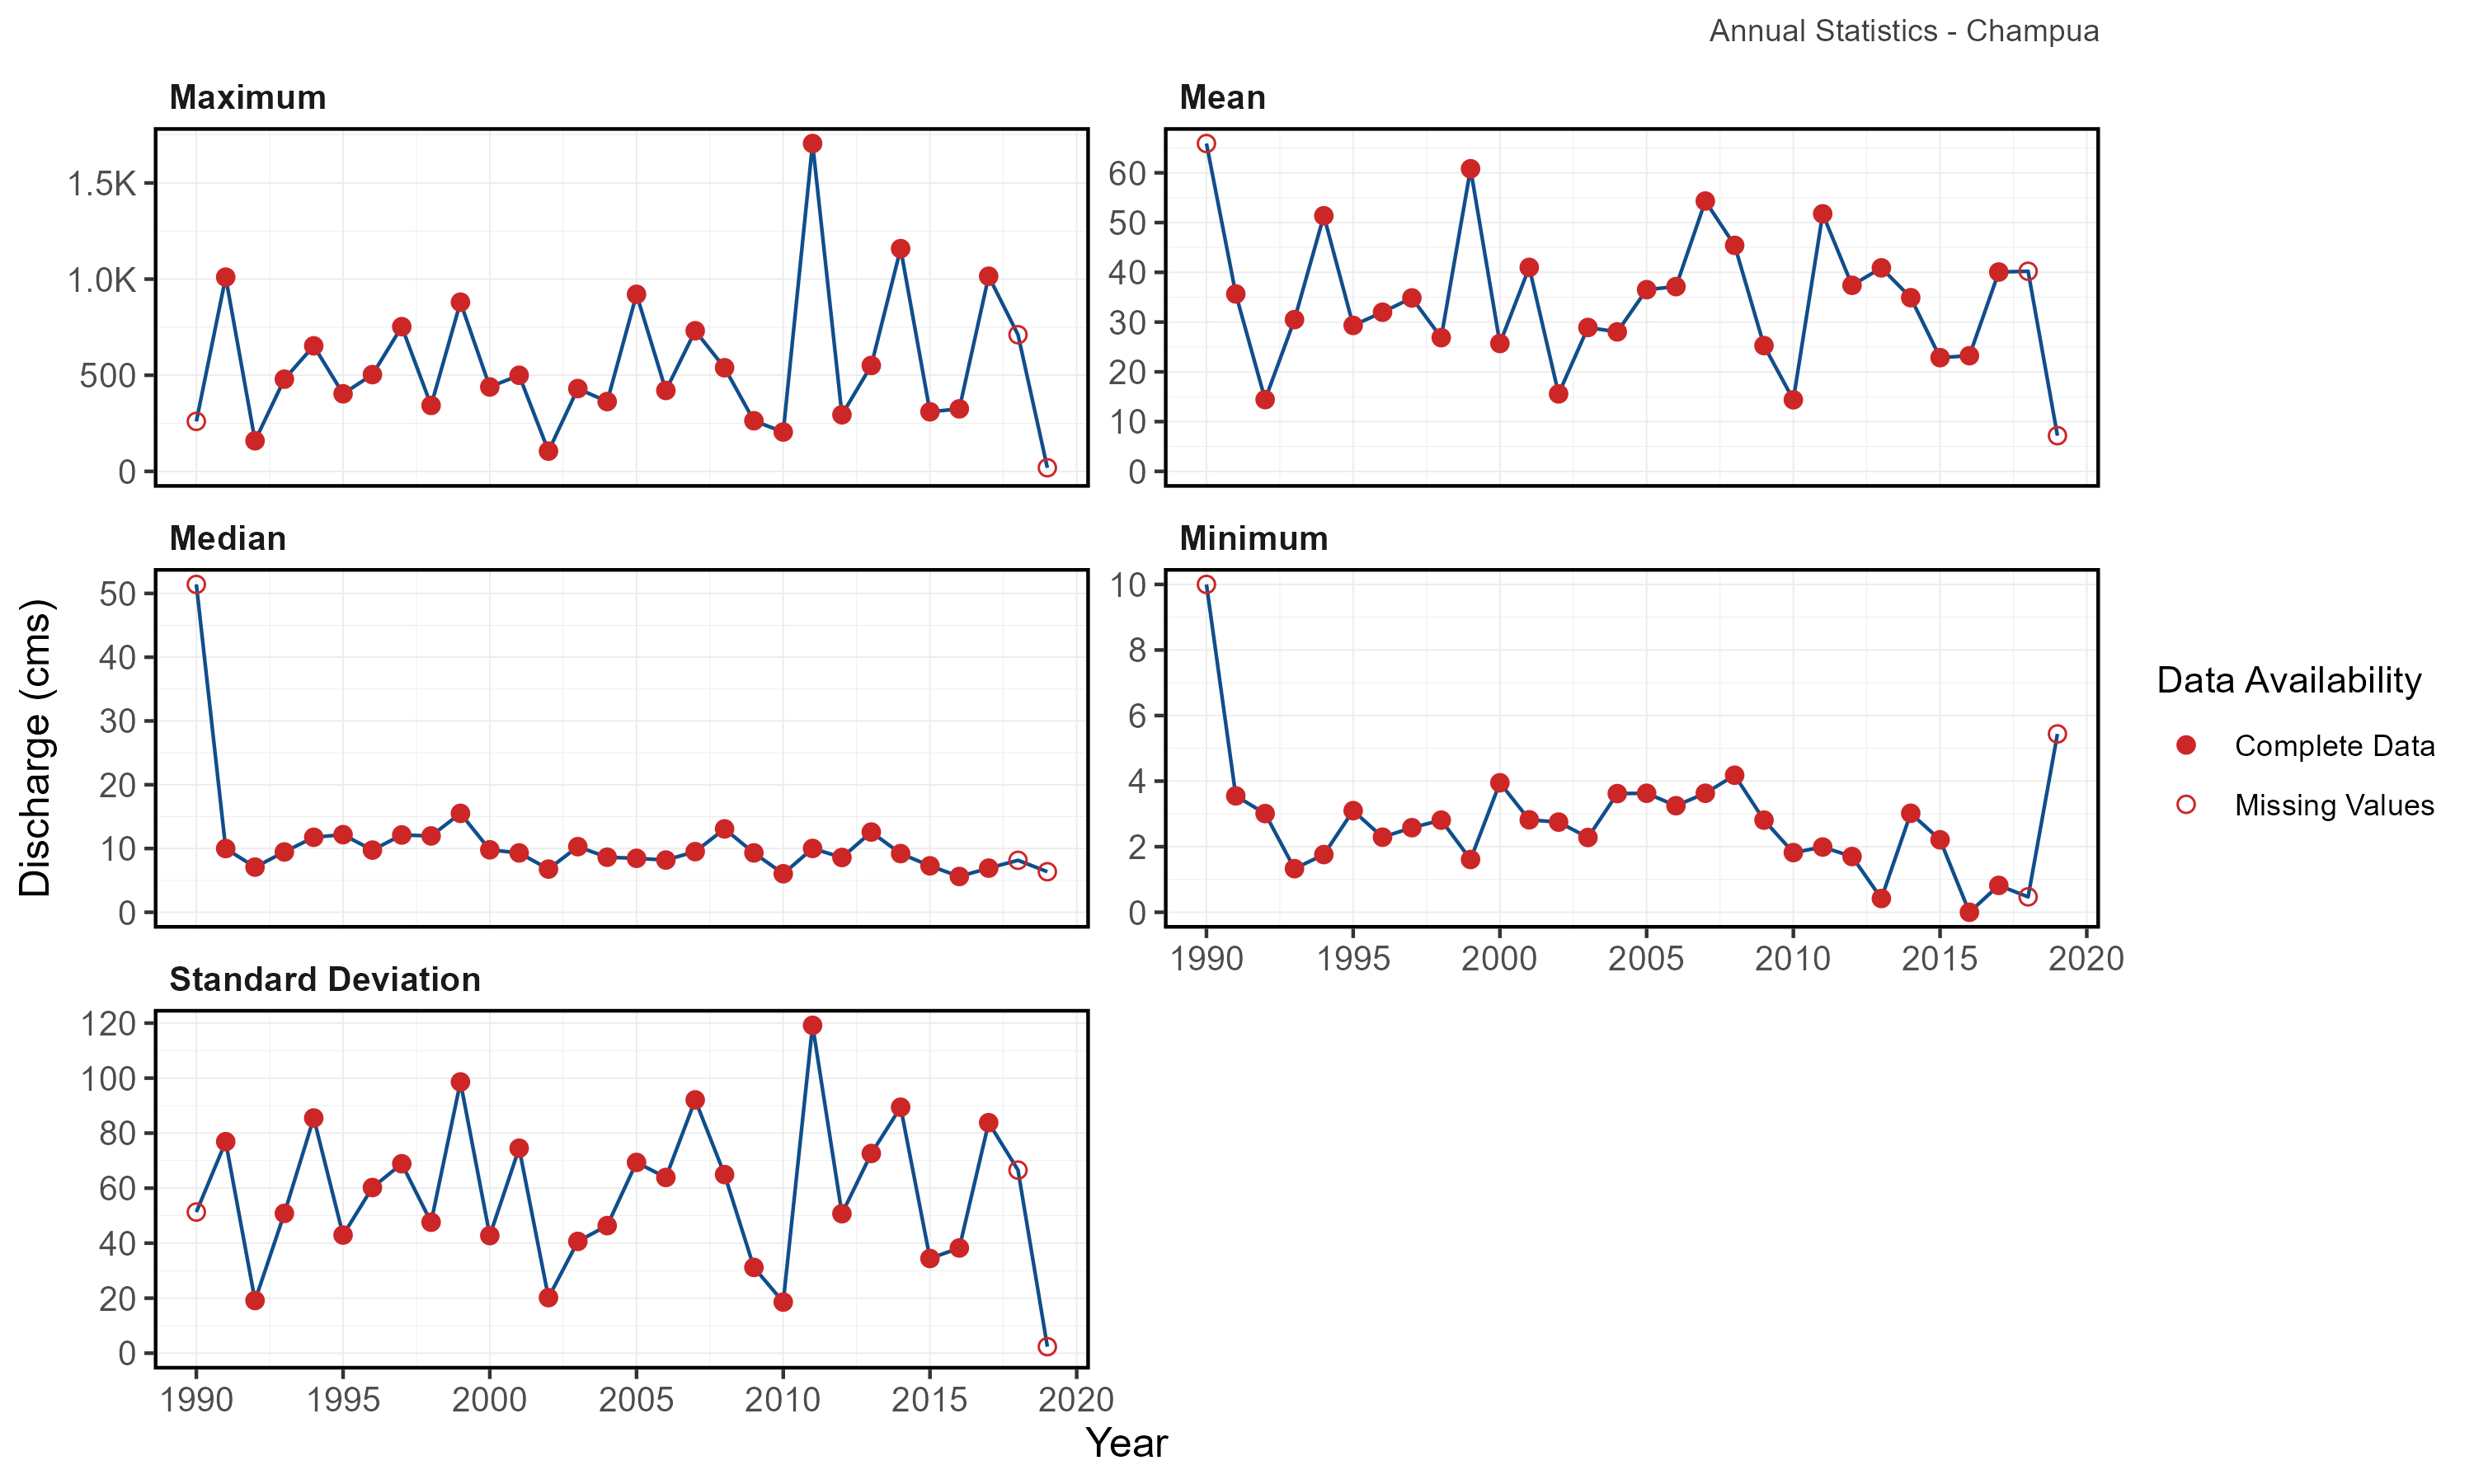 Annual Statistics - Champua
Maximum
1.5K
1.0K
500
0
Mean
60
50
40
30
20
10
0
Discharge (cms)
Median
50
40
30
20
10
0
Minimum
10
8
6
4
2
0
1990 1995 2000 2005 2010 2015 2020
Data Availability
Complete Data
Missing Values
Standard Deviation
120
100
80
60
40
20
0
1990 1995 2000 2005 2010 2015 2020
Year